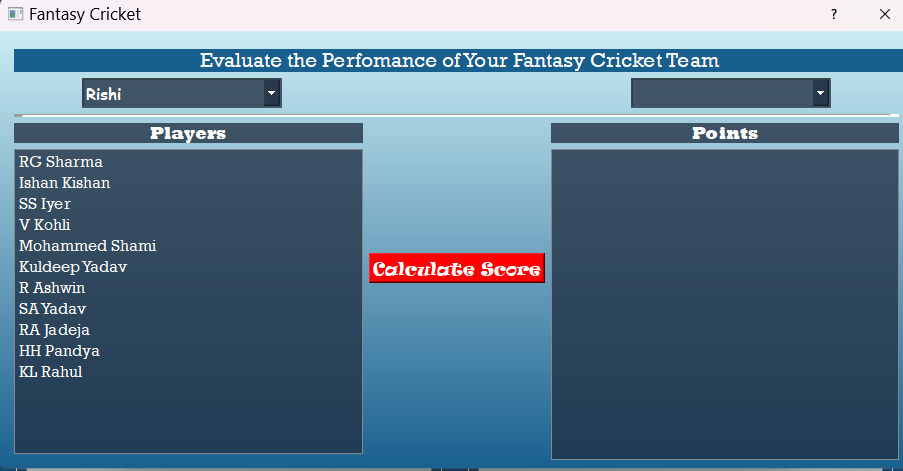 Fantasy Cricket
Evaluate the Perfomance of Your Fantasy Cricket Team
Rishi
Players
Points
RG Sharma
Ishan Kishan
SS Iyer
V Kohli
Mohammed Shami
Kuldeep Yadav
R Ashwin
SA Yadav
RA Jadeja
HH Pandya
KL Rahul
Calculate Score